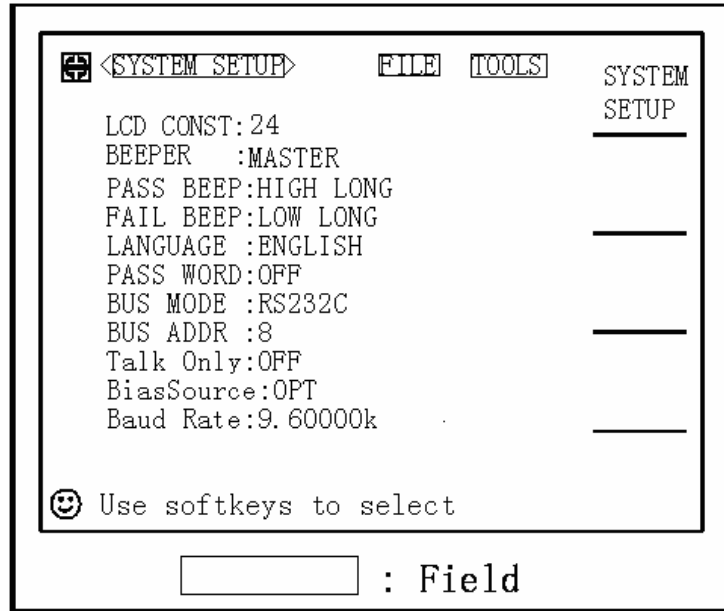 <SYSTEM SETUP> FILE TOOLS
SYSTEM
SETUP
LCD CONST:24
BEEPER :MASTER
PASS BEEP:HIGH LONG
FAIL BEEP:LOW LONG
LANGUAGE :ENGLISH
PASS WORD:OFF
BUS MODE :RS232C
BUS ADDR :8
Talk Only:OFF
BiasSource:OPT
Baud Rate:9.60000k
Use softkeys to select
: Field